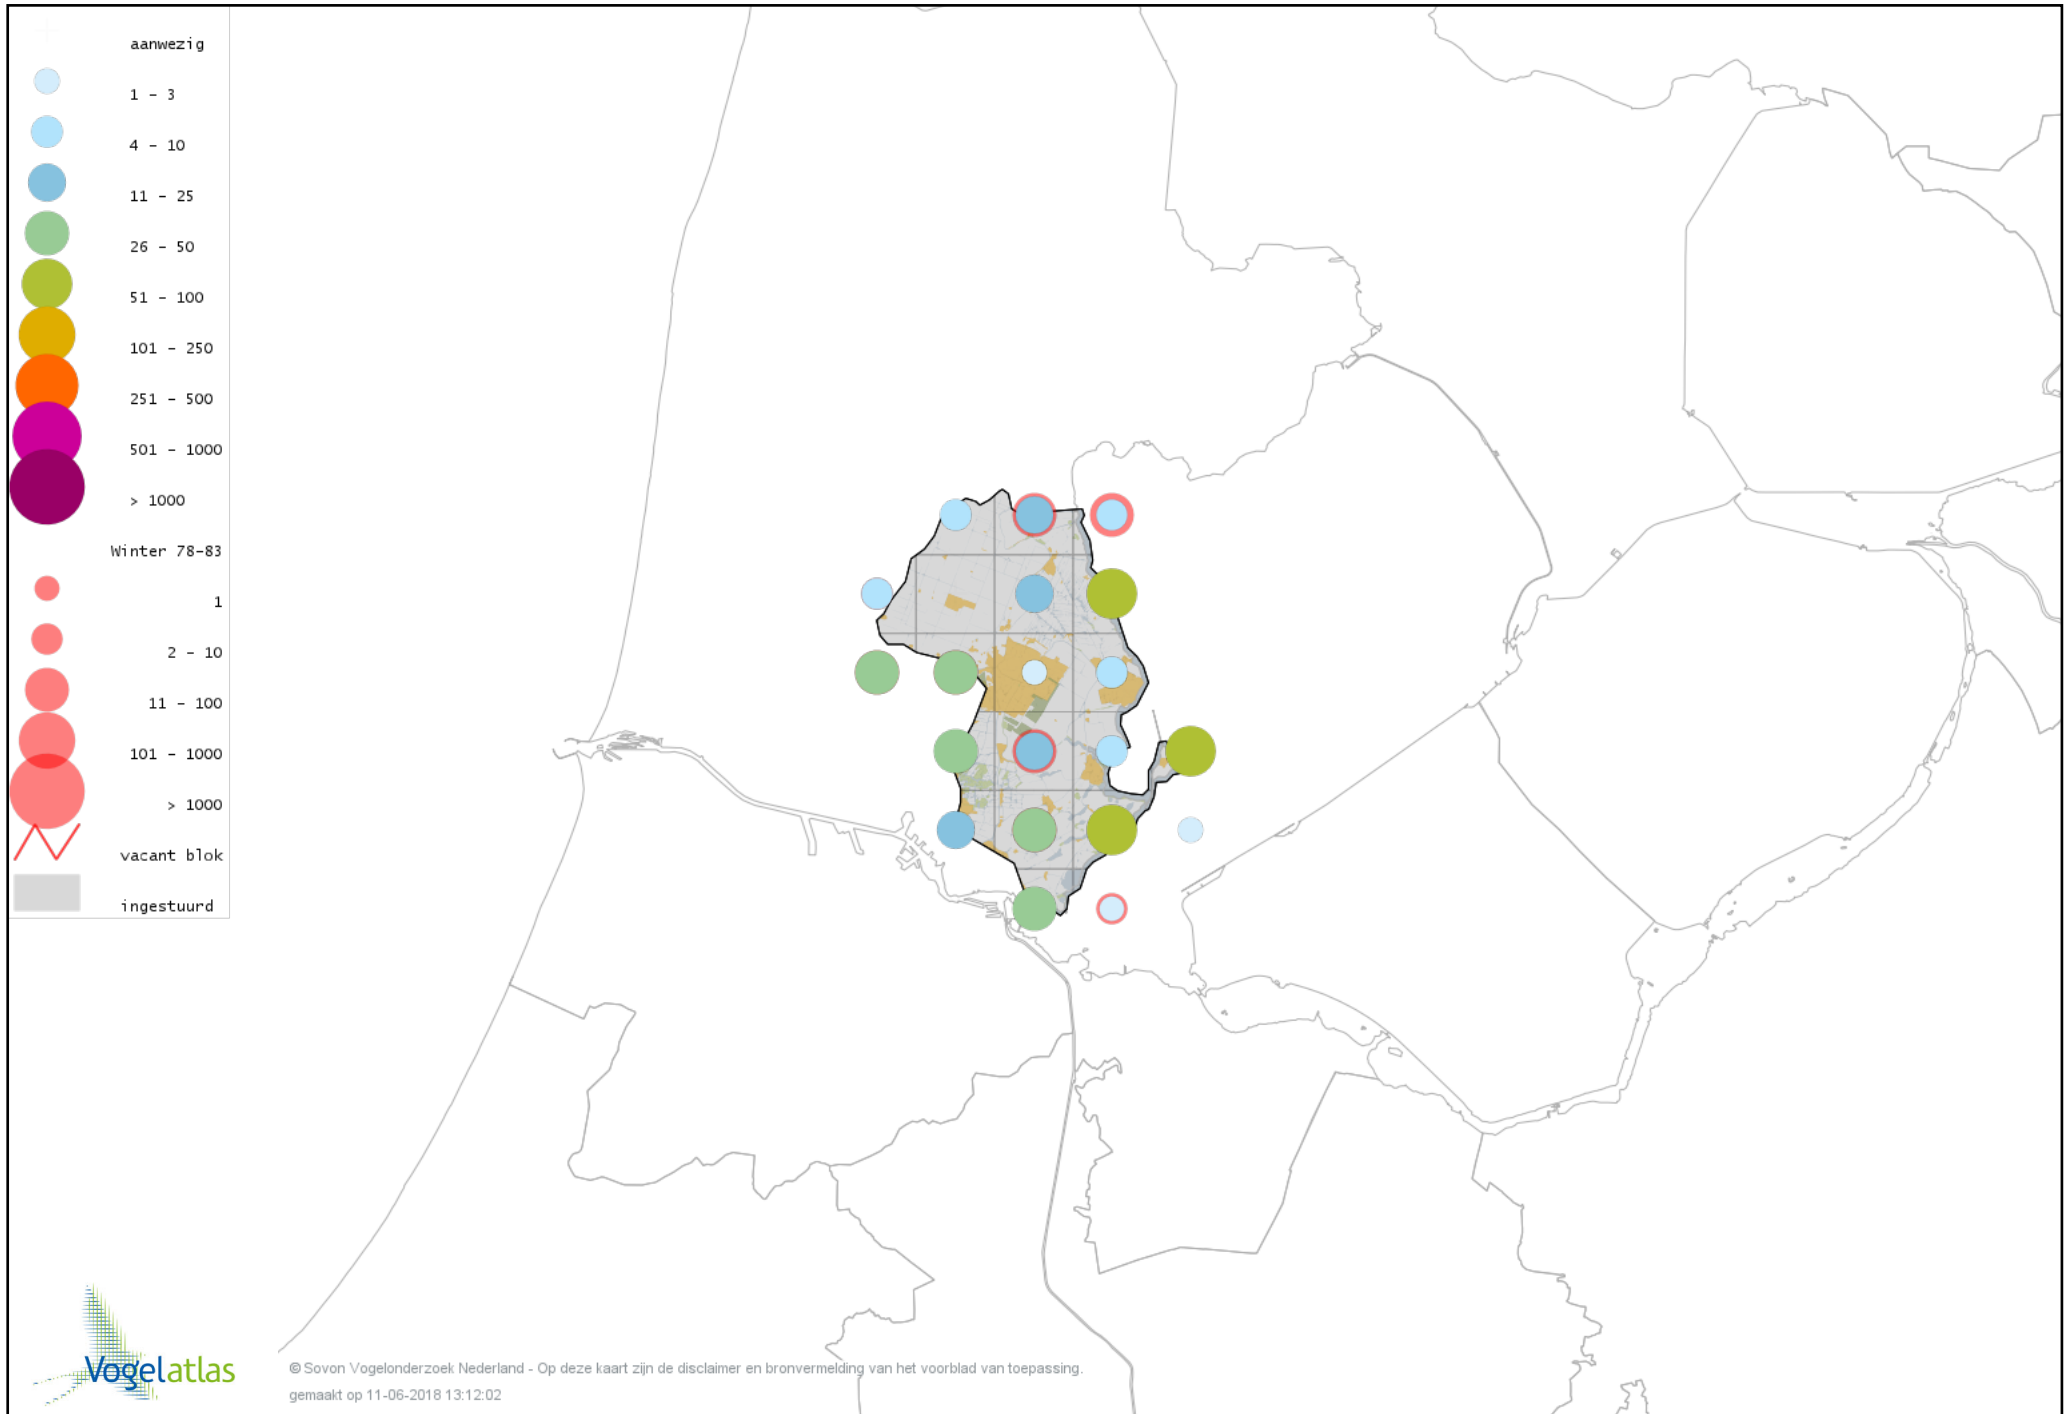 aanwezig
1 - 3
4 - 10
11 - 25
26 - 50
51 - 100
101 - 250
251 - 500
501 - 1000
> 1000
Winter 78-83
1
2 - 10
11 - 100
101 - 1000
> 1000
vacant blok
ingestuurd
Vogelatlas
© Sovon Vogelonderzoek Nederland - Op deze kaart zijn de disclaimer en bronvermelding van het voorblad van toepassing.
gemaakt op 11-06-2018 13:12:02